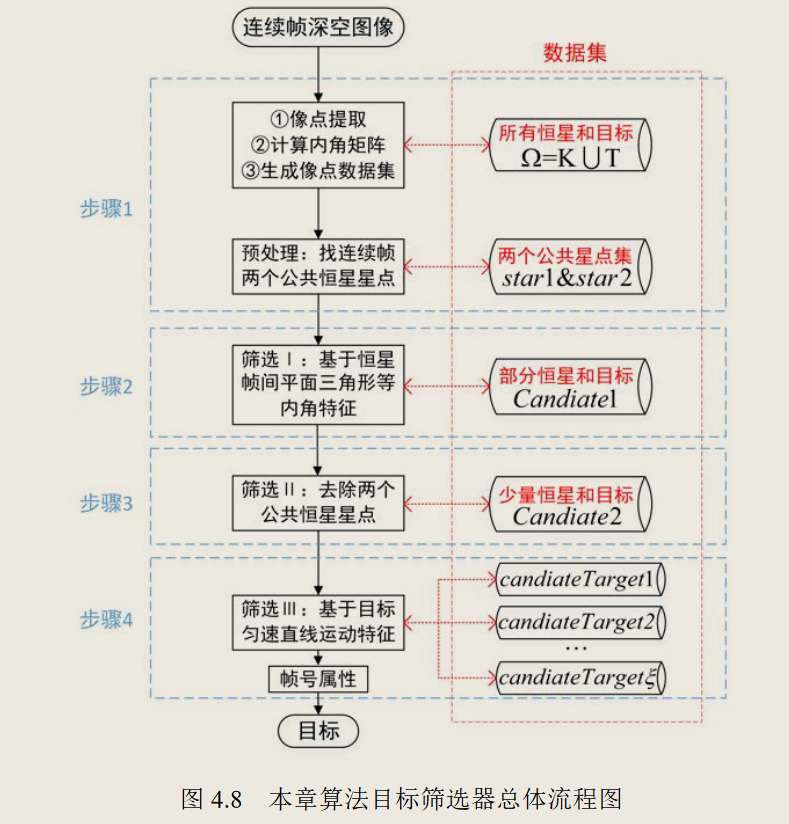 连续帧深空图像
数据集
步骤1
①像点提取
②计算内角矩阵
③生成像点数据集
所有恒星和目标
Ω=K⋃T
预处理：找连续帧
两个公共恒星星点
两个公共星点集
star1&star2
步骤2
筛选Ⅰ：基于恒星
帧间平面三角形等
内角特征
部分恒星和目标
Candiate1
步骤3
筛选Ⅱ：去除两个
公共恒星星点
少量恒星和目标
Candiate2
步骤4
筛选Ⅲ：基于目标
匀速直线运动特征
candiateTarget1
candiateTarget2
…
candiateTargetξ
帧号属性
目标
图 4.8 本章算法目标筛选器总体流程图